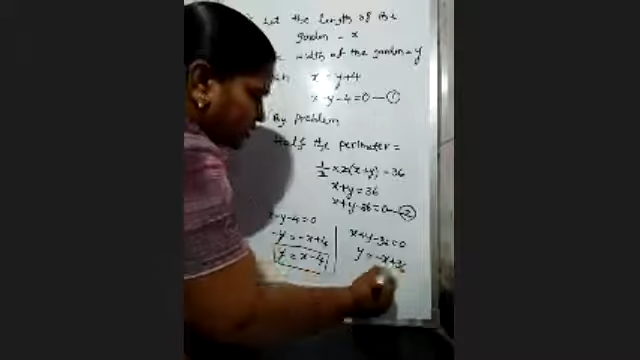 Let the length of the
garden = x
width of the garden = y
x = y+4
x-y-4=0 — ①
By problem
Half the perimeter =
1/2 × 2(x+y) = 36
x+y = 36
x+y-36=0 — ②
x-y-4=0
-y = -x+4
y = x-4
x+y-36=0
y = -x+36